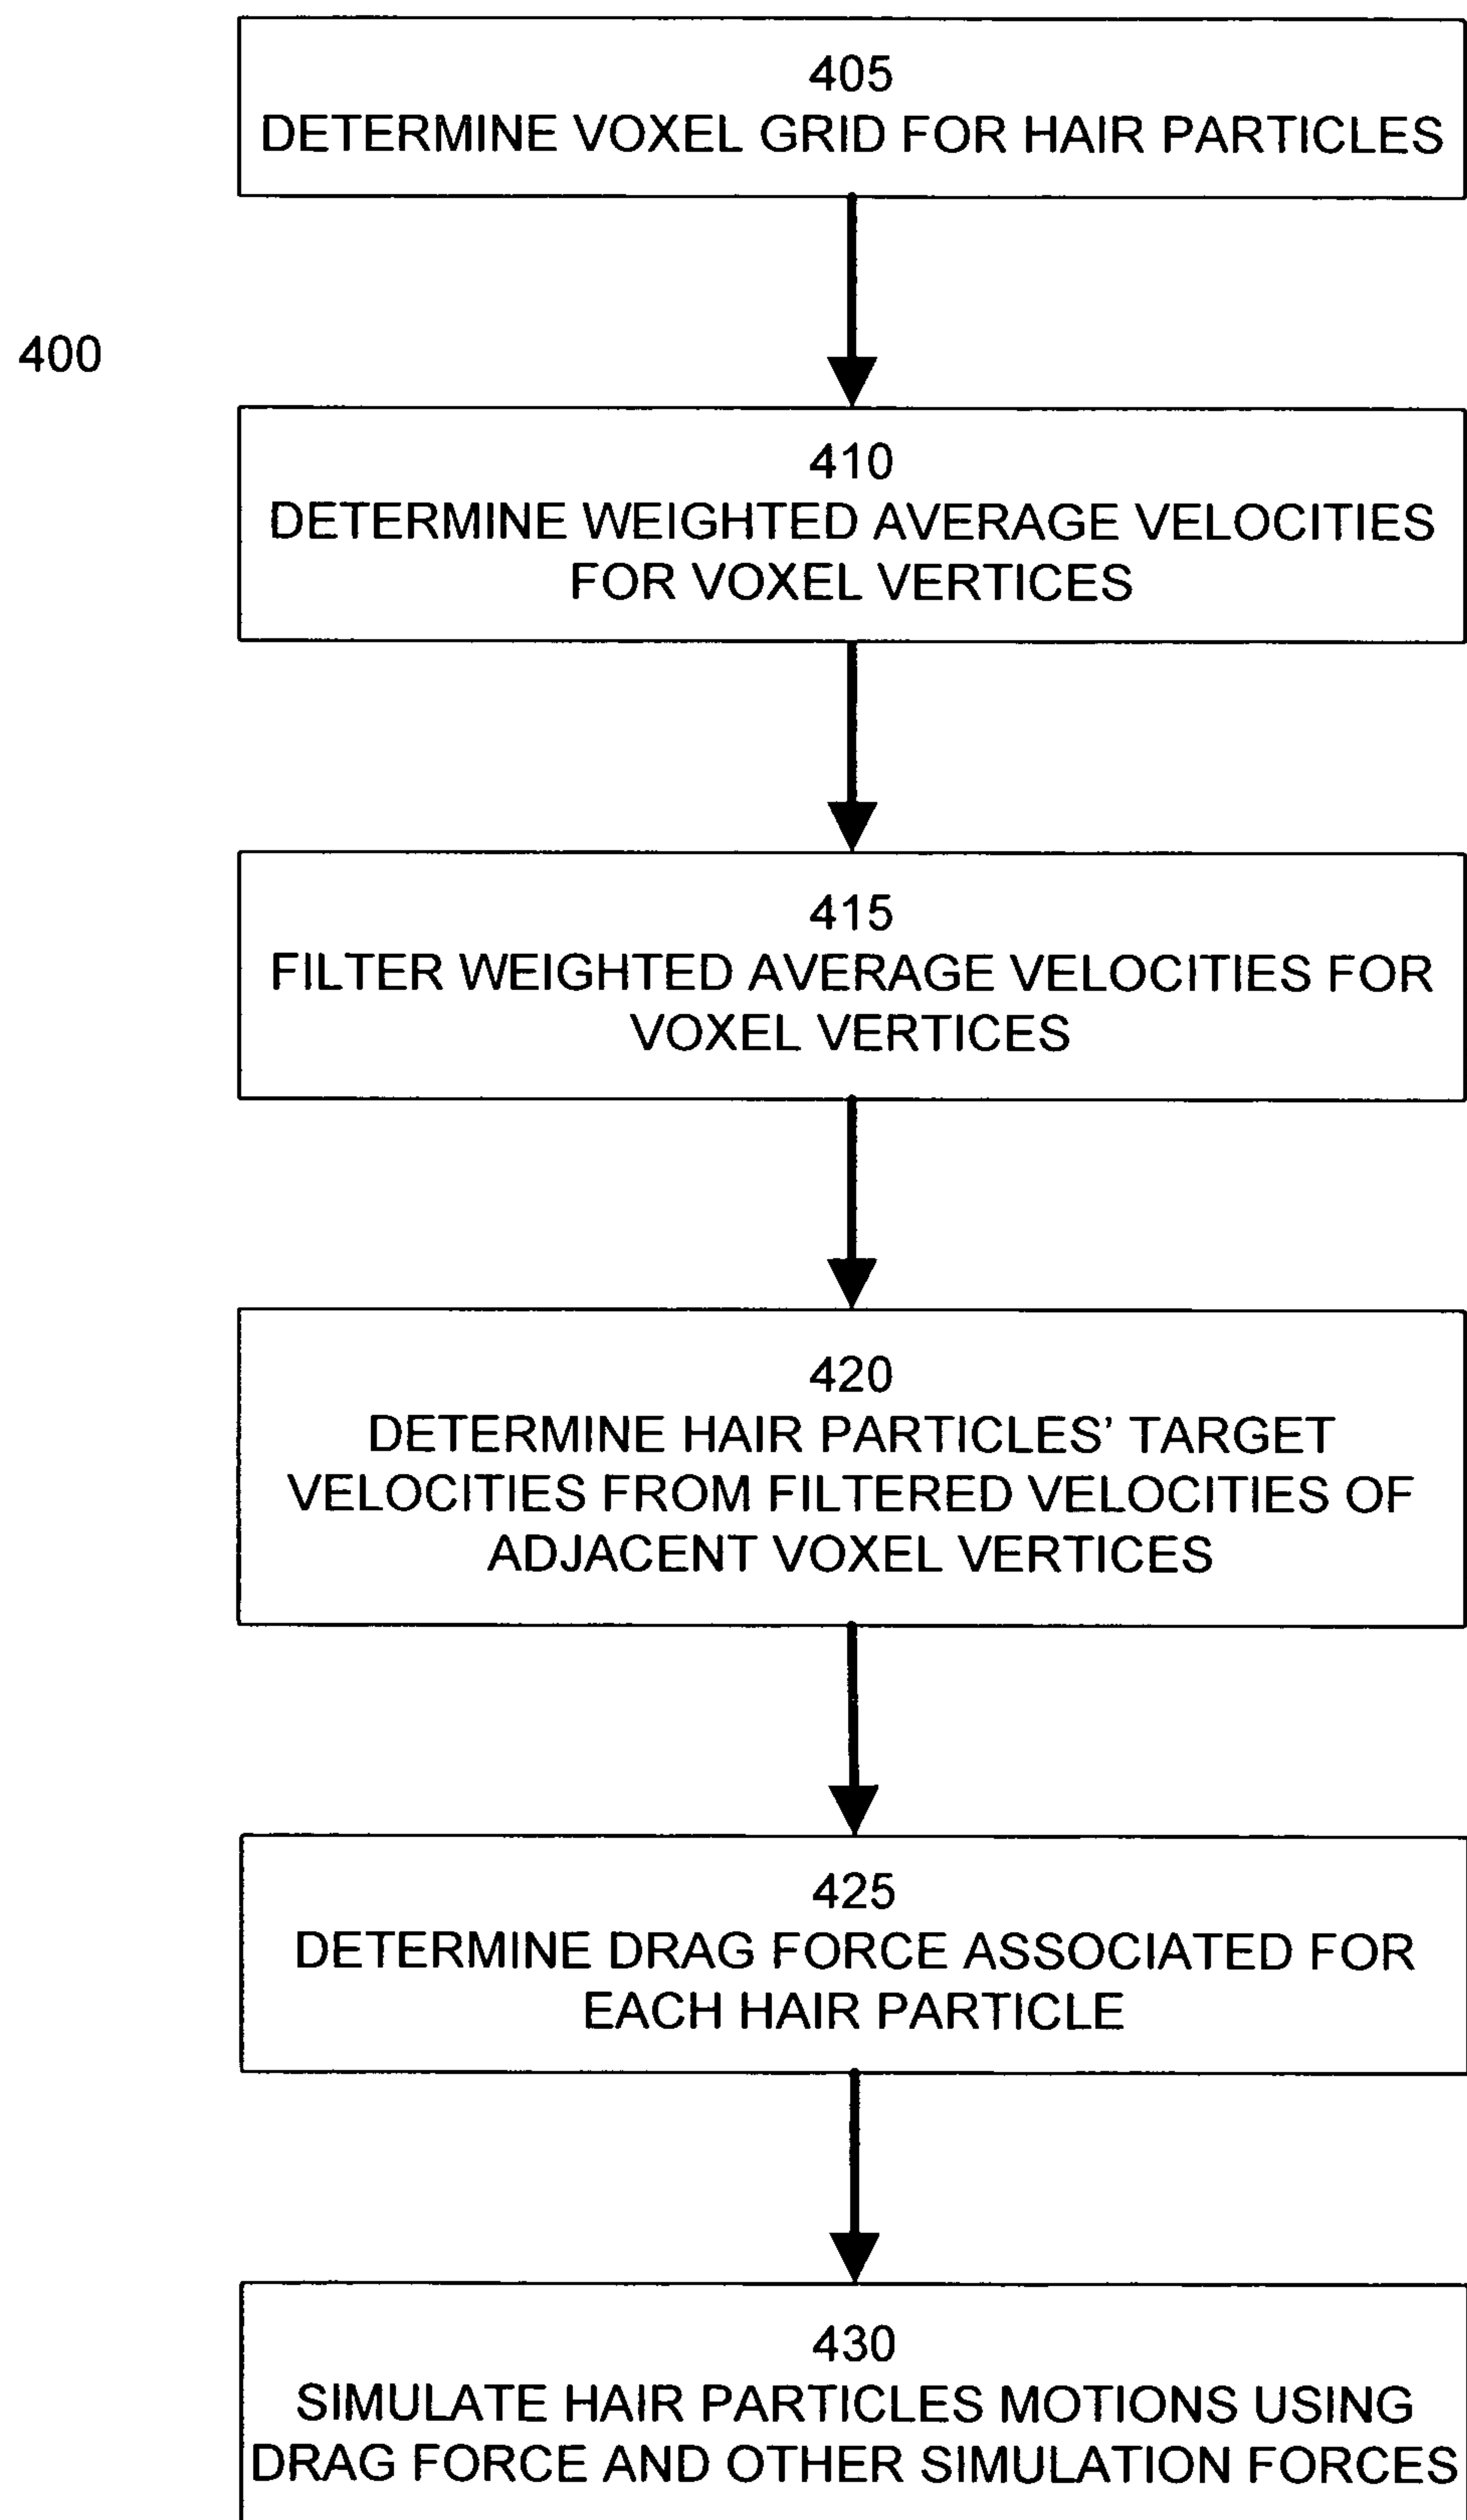 405
DETERMINE VOXEL GRID FOR HAIR PARTICLES
400
410
DETERMINE WEIGHTED AVERAGE VELOCITIES
FOR VOXEL VERTICES
415
FILTER WEIGHTED AVERAGE VELOCITIES FOR
VOXEL VERTICES
420
DETERMINE HAIR PARTICLES' TARGET
VELOCITIES FROM FILTERED VELOCITIES OF
ADJACENT VOXEL VERTICES
425
DETERMINE DRAG FORCE ASSOCIATED FOR
EACH HAIR PARTICLE
430
SIMULATE HAIR PARTICLES MOTIONS USING
DRAG FORCE AND OTHER SIMULATION FORCES